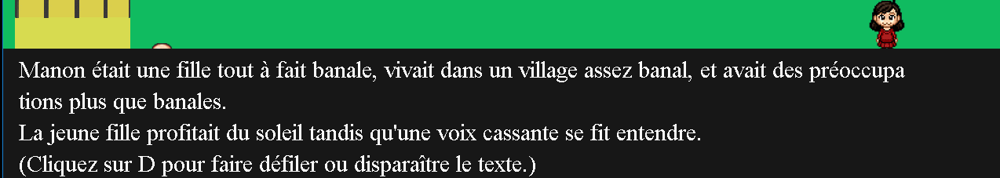 Manon était une fille tout à fait banale, vivait dans un village assez banal, et avait des préoccupa
tions plus que banales.
La jeune fille profitait du soleil tandis qu'une voix cassante se fit entendre.
(Cliquez sur D pour faire défiler ou disparaître le texte.)